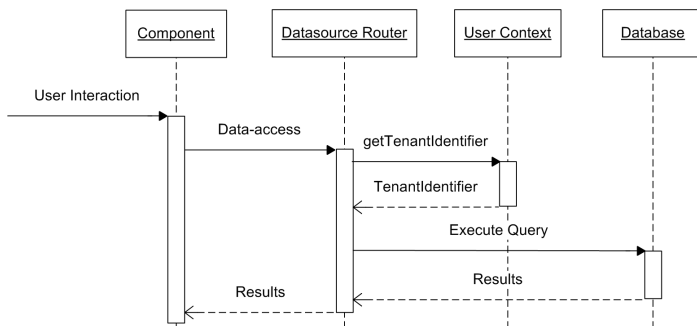 Component
Datasource Router
User Context
Database
User Interaction
Data-access
getTenantIdentifier
TenantIdentifier
Execute Query
Results
Results